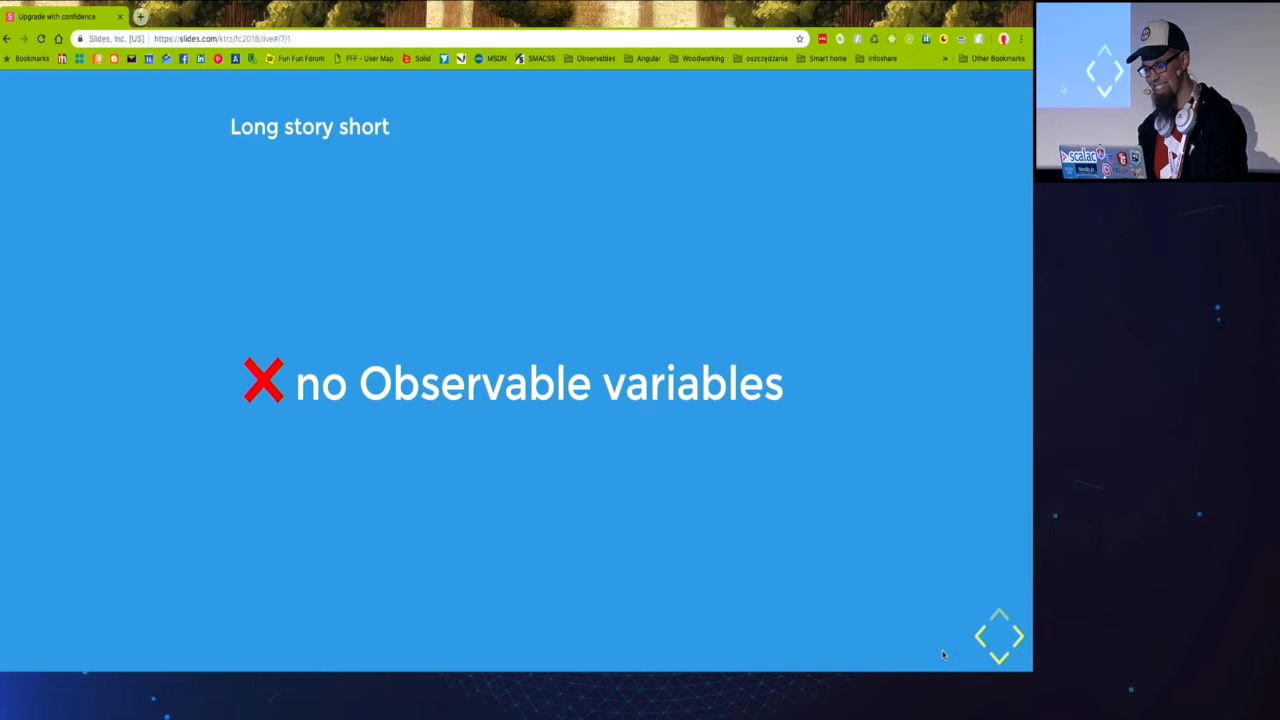 Upgrade with confidence
Slides, Inc. [US]
https://slides.com/ktrz/fc2018/live#/7/1
Bookmarks
Fun Fun Forum
FFF - User Map
Solid
MSDN
SMACSS
Observables
Angular
Woodworking
oszczędzanie
Smart home
Infoshare
»
Other Bookmarks
Long story short
no Observable variables
scalac